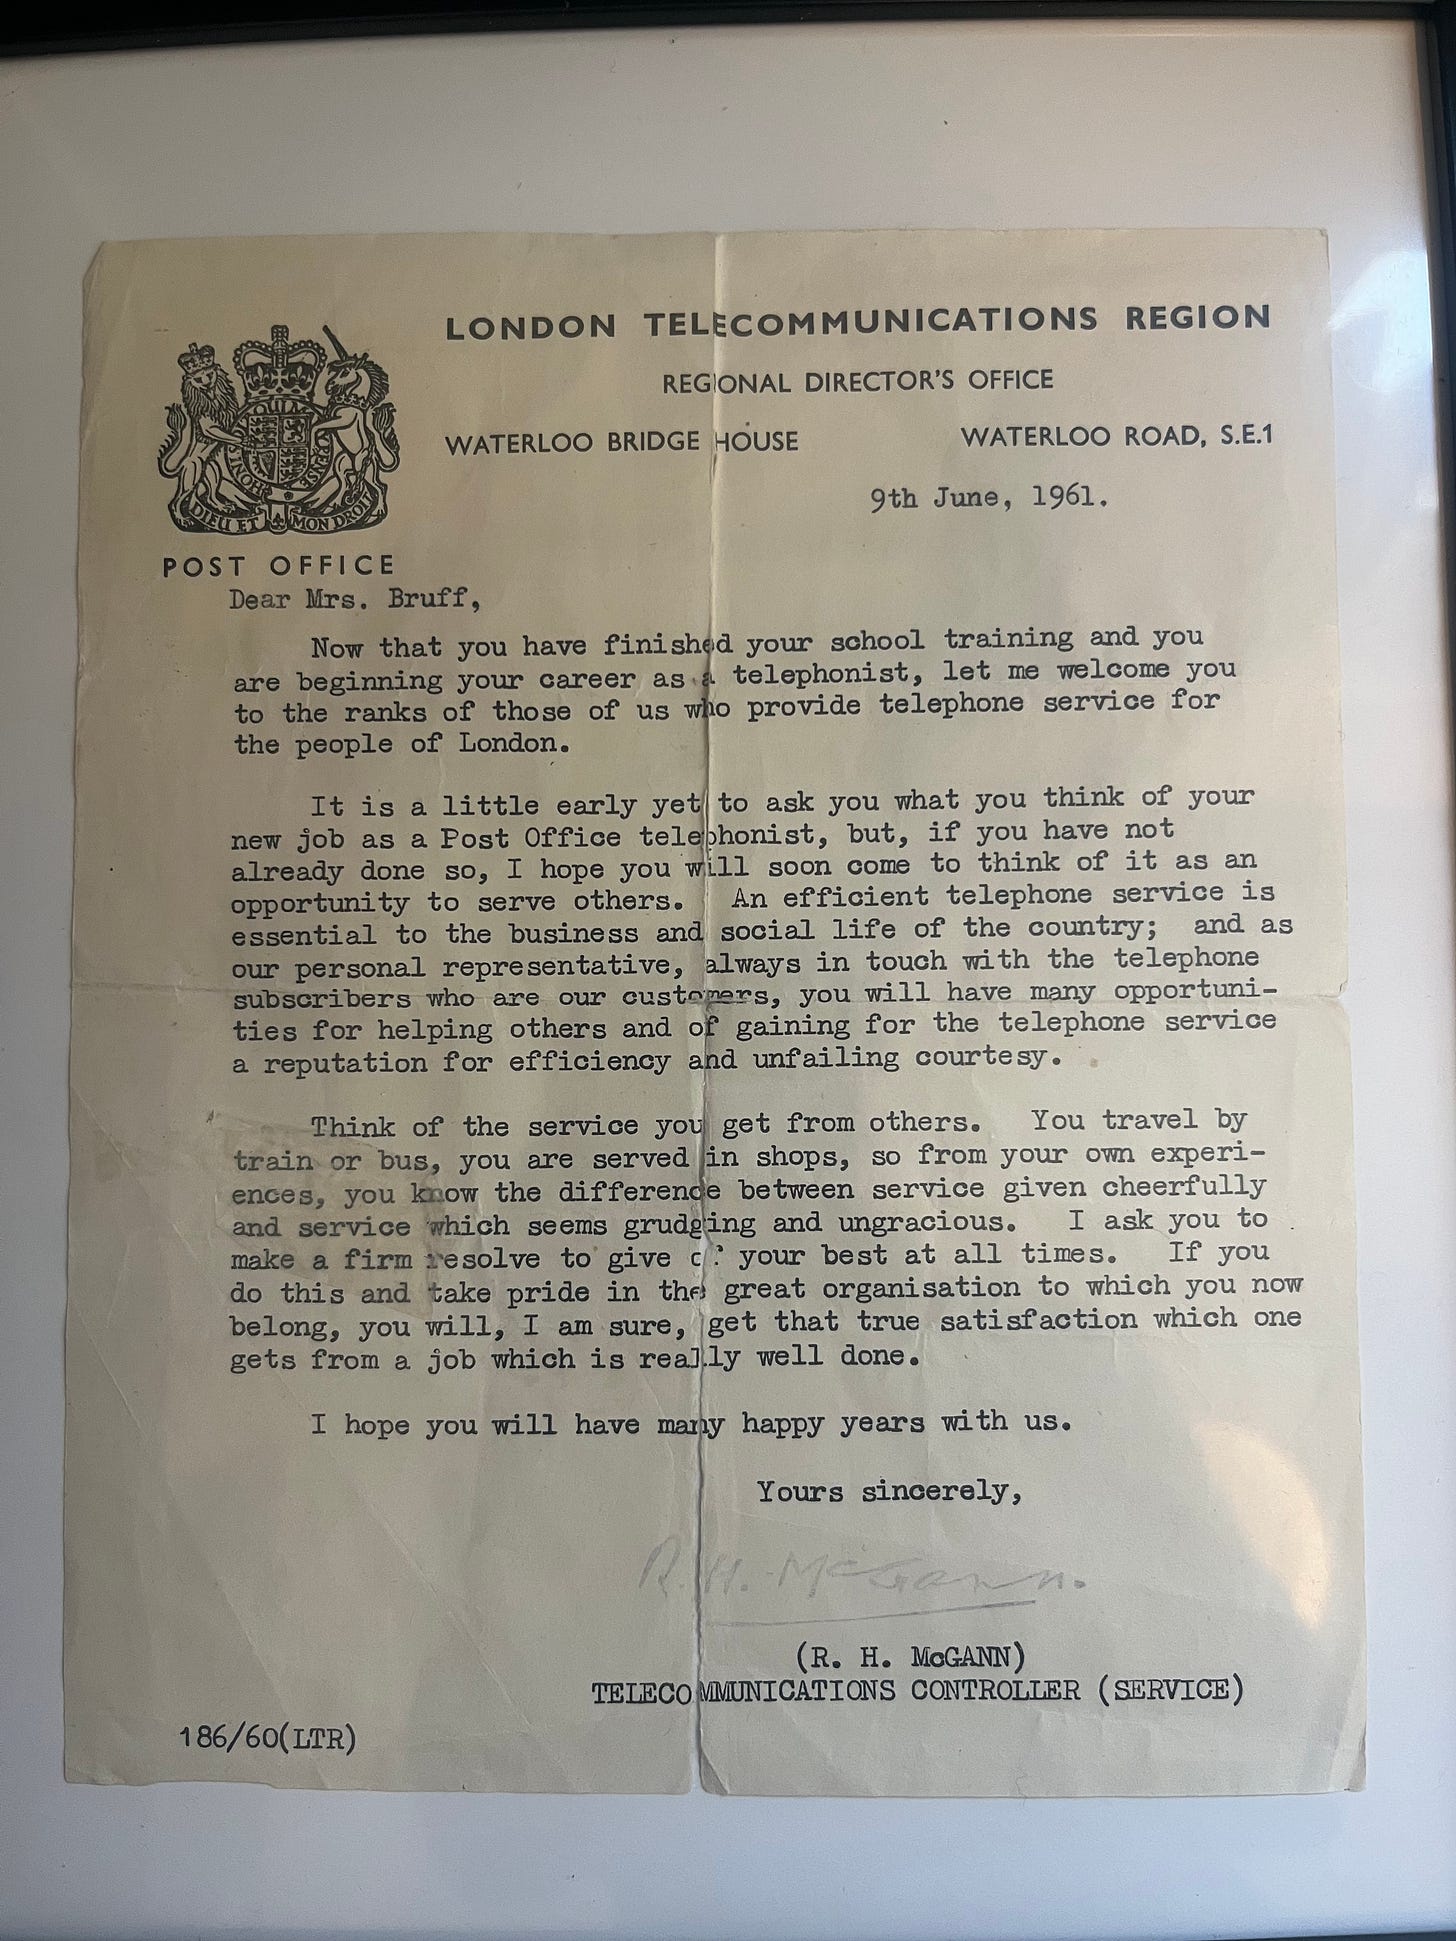 LONDON TELECOMMUNICATIONS REGION
REGIONAL DIRECTOR'S OFFICE
WATERLOO BRIDGE HOUSE WATERLOO ROAD, S.E.1
9th June, 1961.
DIEU ET MON DROIT
POST OFFICE
Dear Mrs. Bruff,
Now that you have finished your school training and you
are beginning your career as a telephonist, let me welcome you
to the ranks of those of us who provide telephone service for
the people of London.
It is a little early yet to ask you what you think of your
new job as a Post Office telephonist, but, if you have not
already done so, I hope you will soon come to think of it as an
opportunity to serve others. An efficient telephone service is
essential to the business and social life of the country; and as
our personal representative, always in touch with the telephone
subscribers who are our customers, you will have many opportuni-
ties for helping others and of gaining for the telephone service
a reputation for efficiency and unfailing courtesy.
Think of the service you get from others. You travel by
train or bus, you are served in shops, so from your own experi-
ences, you know the difference between service given cheerfully
and service which seems grudging and ungracious. I ask you to
make a firm resolve to give of your best at all times. If you
do this and take pride in the great organisation to which you now
belong, you will, I am sure, get that true satisfaction which one
gets from a job which is really well done.
I hope you will have many happy years with us.
Yours sincerely,
R. H. McGann.
(R. H. McGANN)
TELECOMMUNICATIONS CONTROLLER (SERVICE)
186/60(LTR)